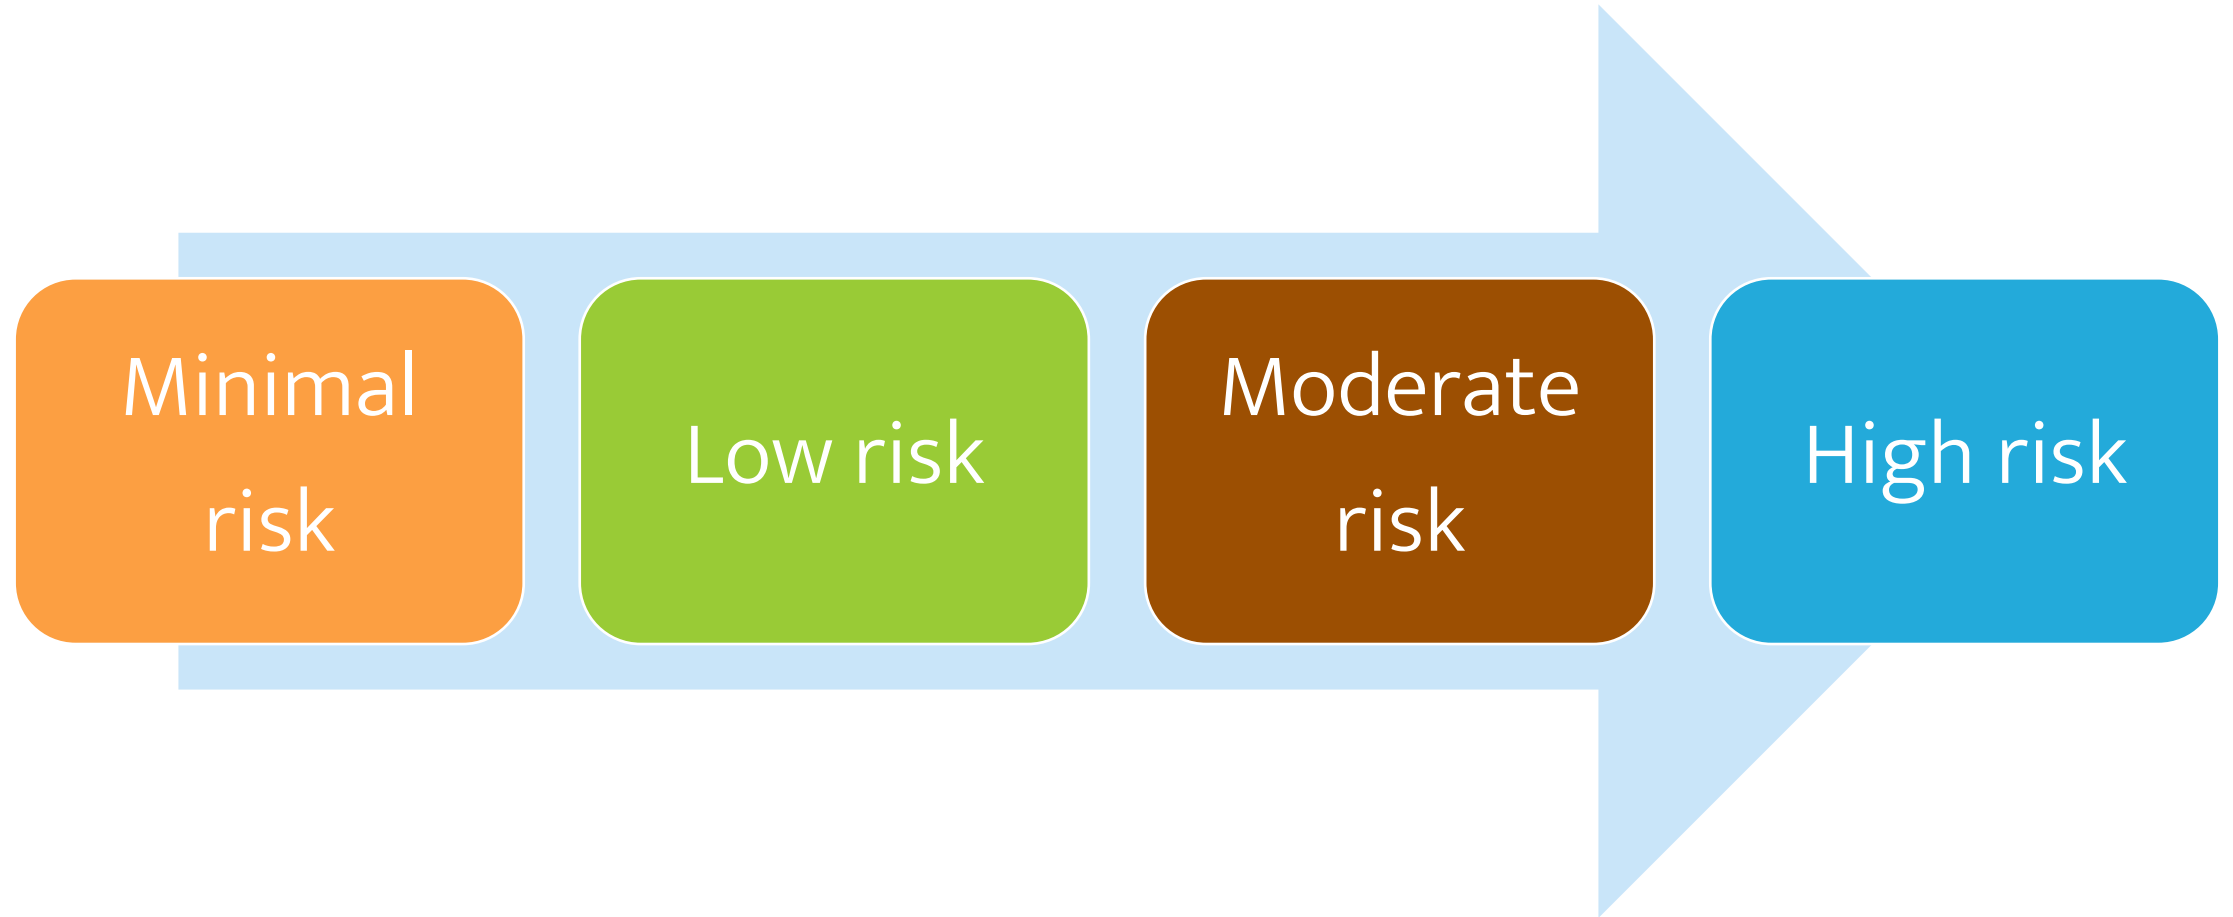 Minimal
risk
Low risk
Moderate
risk
High risk